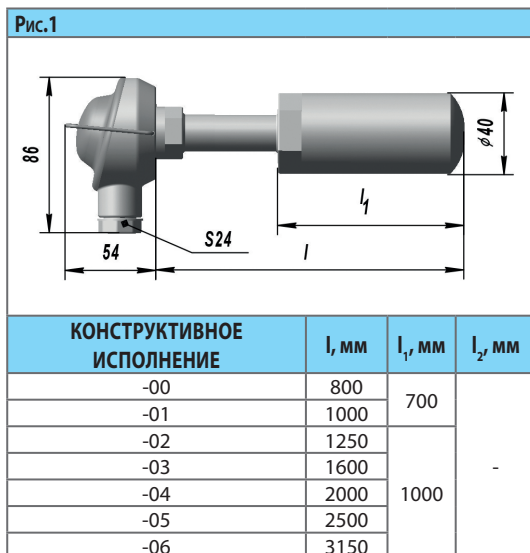 Рис.1
86
54
S24
l
l₁
ϕ40
КОНСТРУКТИВНОЕ ИСПОЛНЕНИЕ l, мм l₁, мм l₂, мм
-00 800 700 -
-01 1000
-02 1250 1000
-03 1600
-04 2000
-05 2500
-06 3150